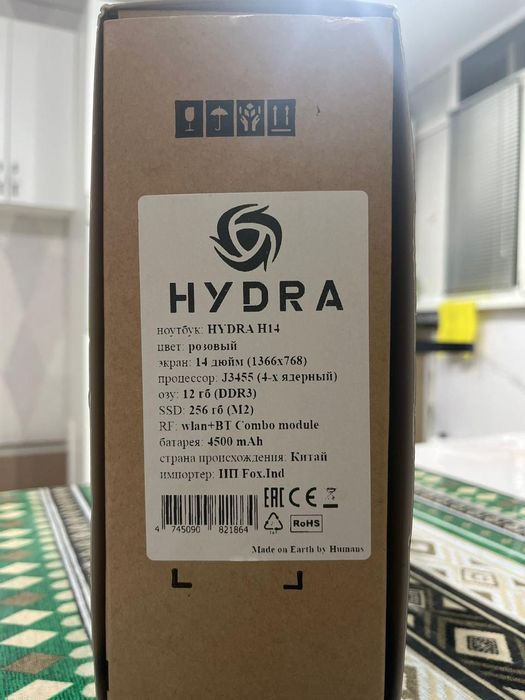 HYDRA
ноутбук: HYDRA H14
цвет: розовый
экран: 14 дюйм (1366x768)
процессор: J3455 (4-х ядерный)
озу: 12 гб (DDR3)
SSD: 256 гб (M2)
RF: wlan+BT Combo module
батарея: 4500 mAh
страна происхождения: Китай
импортер: ИП Fox.Ind
EAC CE
4 745090 821864 RoHS
Made on Earth by Humans